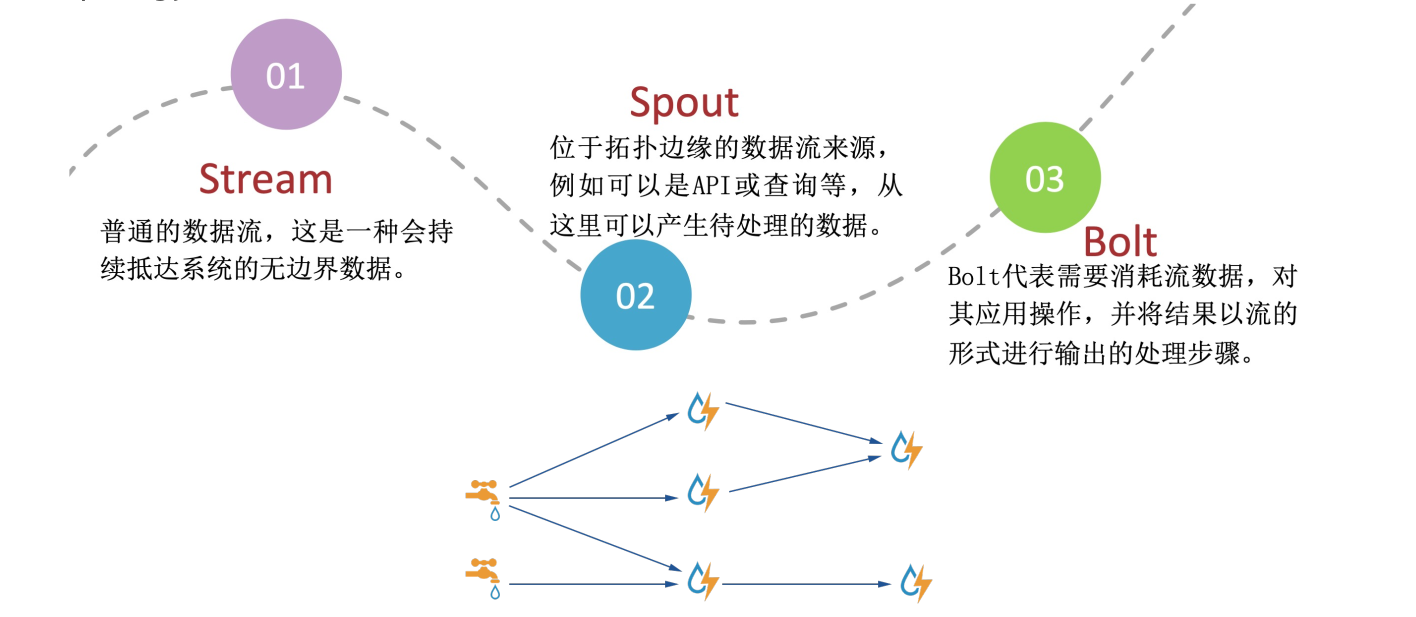 01
Stream
普通的数据流，这是一种会持
续抵达系统的无边界数据。
Spout
位于拓扑边缘的数据流来源，
例如可以是API或查询等，从
这里可以产生待处理的数据。
02
03
Bolt
Bolt代表需要消耗流数据，对
其应用操作，并将结果以流的
形式进行输出的处理步骤。